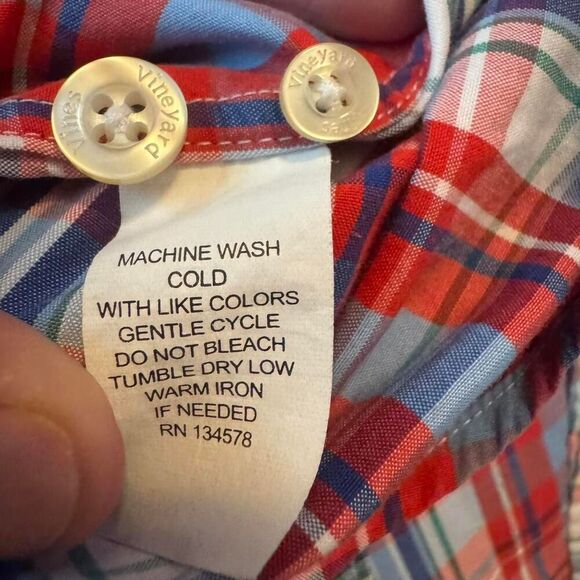 Vineyard
Vines
Vineyard
MACHINE WASH
COLD
WITH LIKE COLORS
GENTLE CYCLE
DO NOT BLEACH
TUMBLE DRY LOW
WARM IRON
IF NEEDED
RN 134578